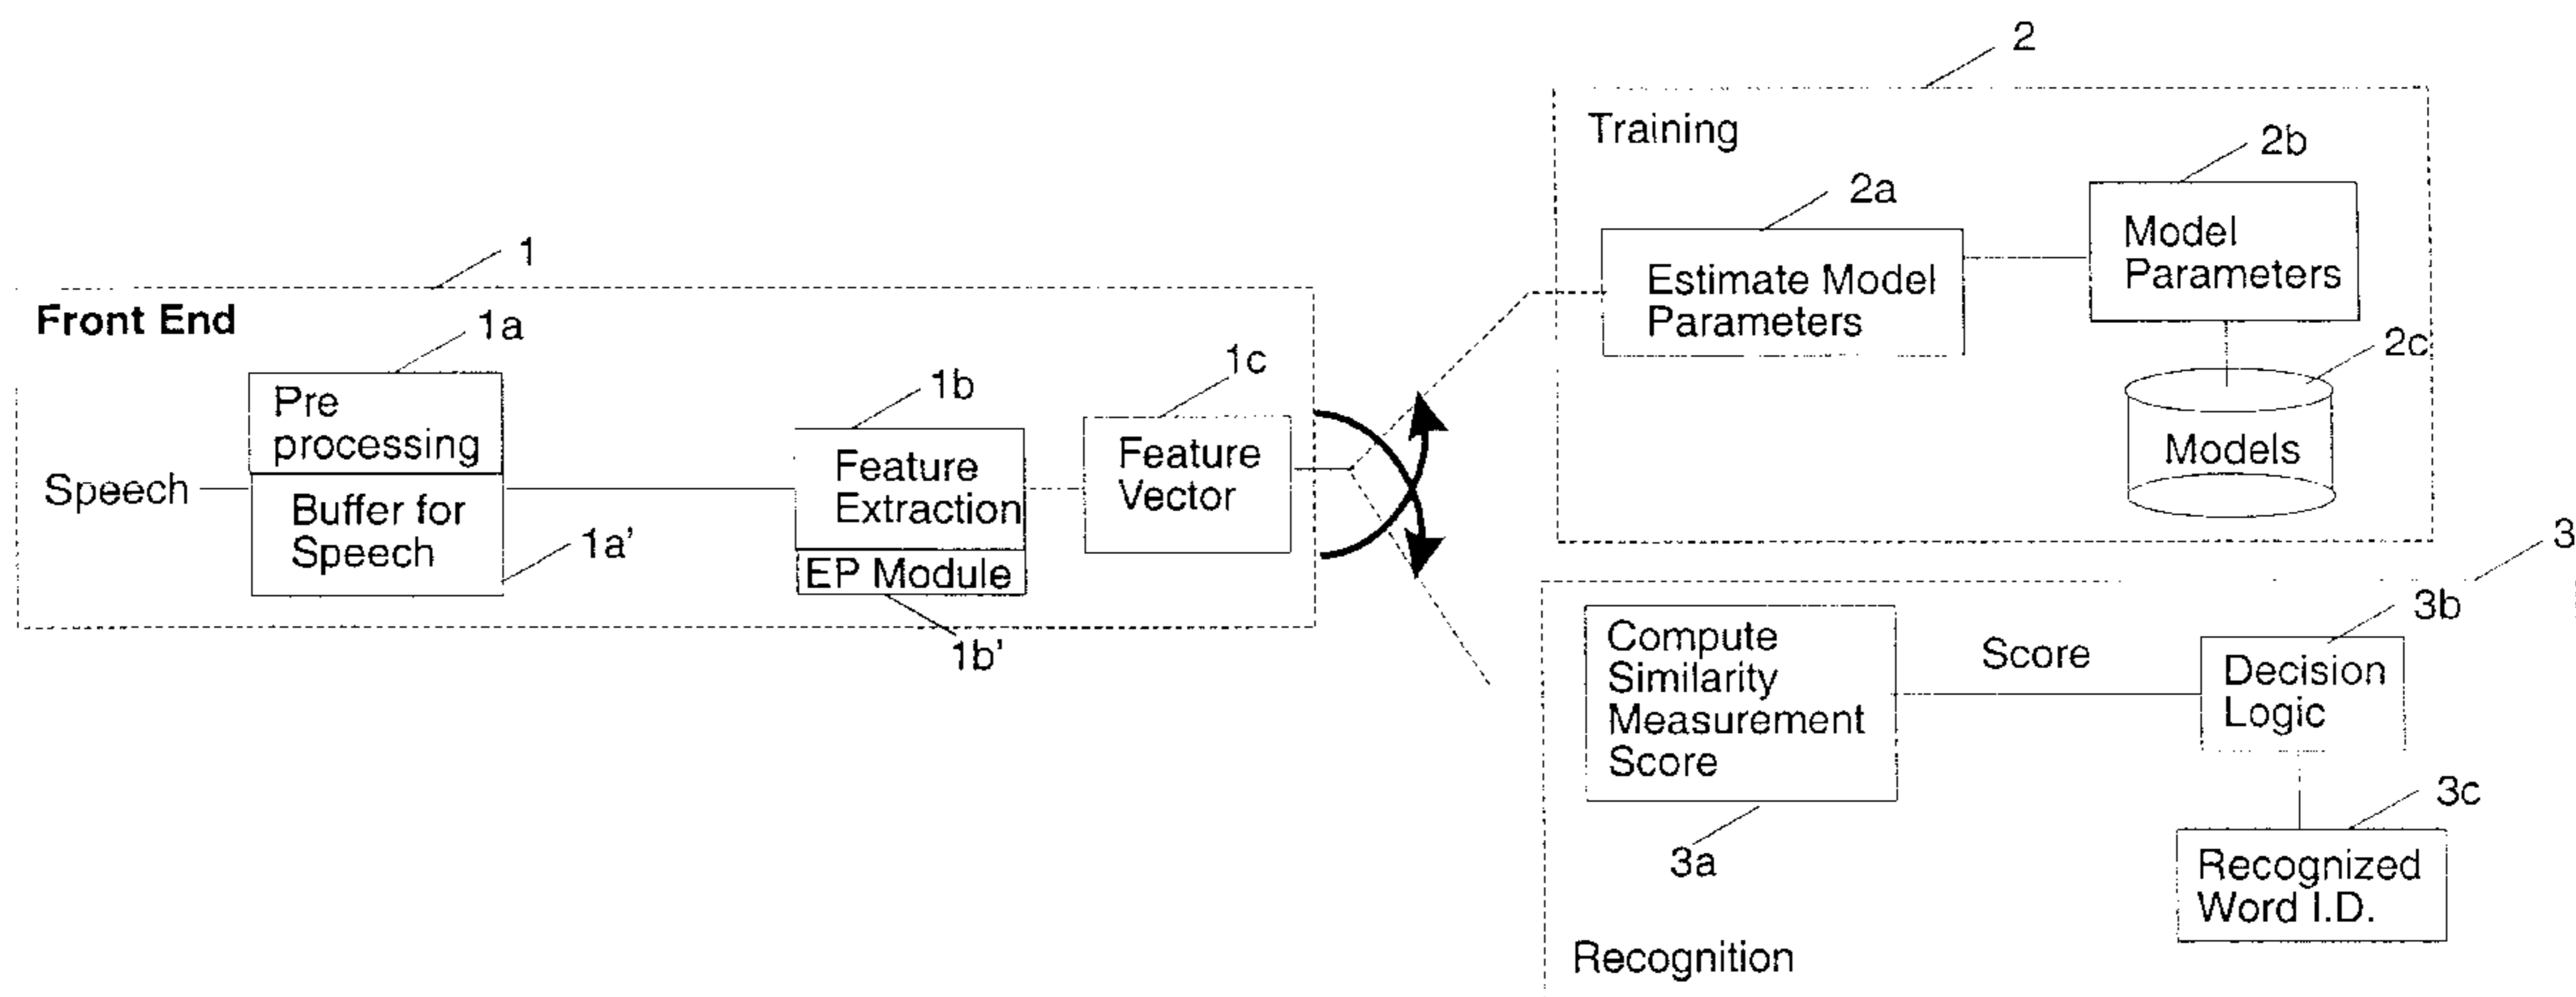 2
Training
2b
2a
Model
Parameters
Estimate Model
Parameters
2c
Models
1
Front End
1a
1c
1b
Pre
processing
Feature
Vector
Feature
Extraction
Speech
Buffer for
Speech
1a'
EP Module
1b'
3
3b
Compute
Similarity
Measurement
Score
Score
Decision
Logic
3c
3a
Recognized
Word I.D.
Recognition